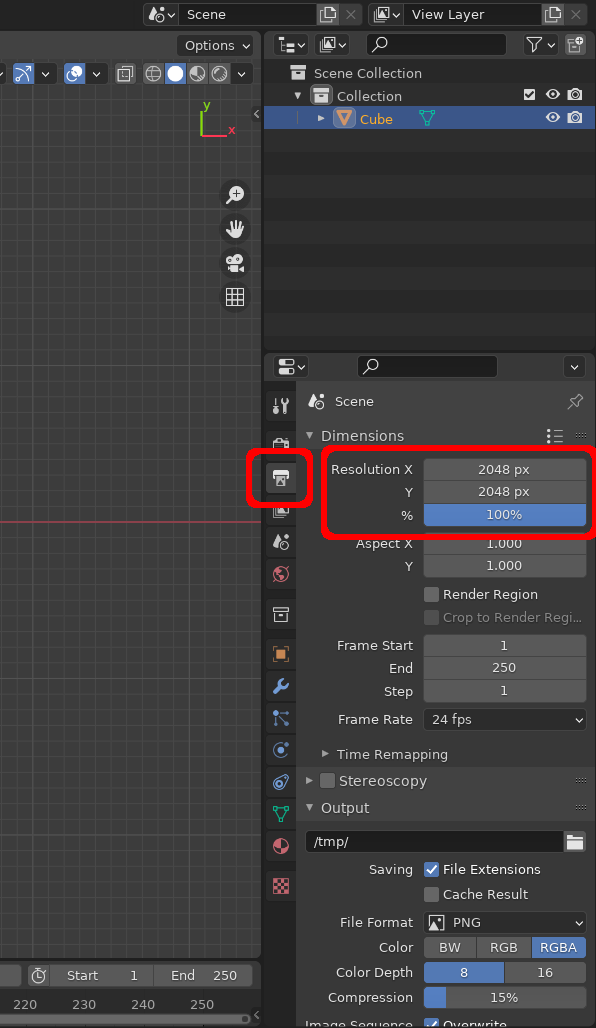 Scene
View Layer
Options
y
x
Scene Collection
Collection
Cube
Scene
Dimensions
Resolution X 2048 px
Y 2048 px
% 100%
Aspect X 1.000
Y 1.000
Render Region
Crop to Render Regi...
Frame Start 1
End 250
Step 1
Frame Rate 24 fps
Time Remapping
Stereoscopy
Output
/tmp/
Saving File Extensions
Cache Result
File Format PNG
Color BW RGB RGBA
Color Depth 8 16
Compression 15%
Image Sequence Overwrite
Start 1 End 250
220 230 240 250